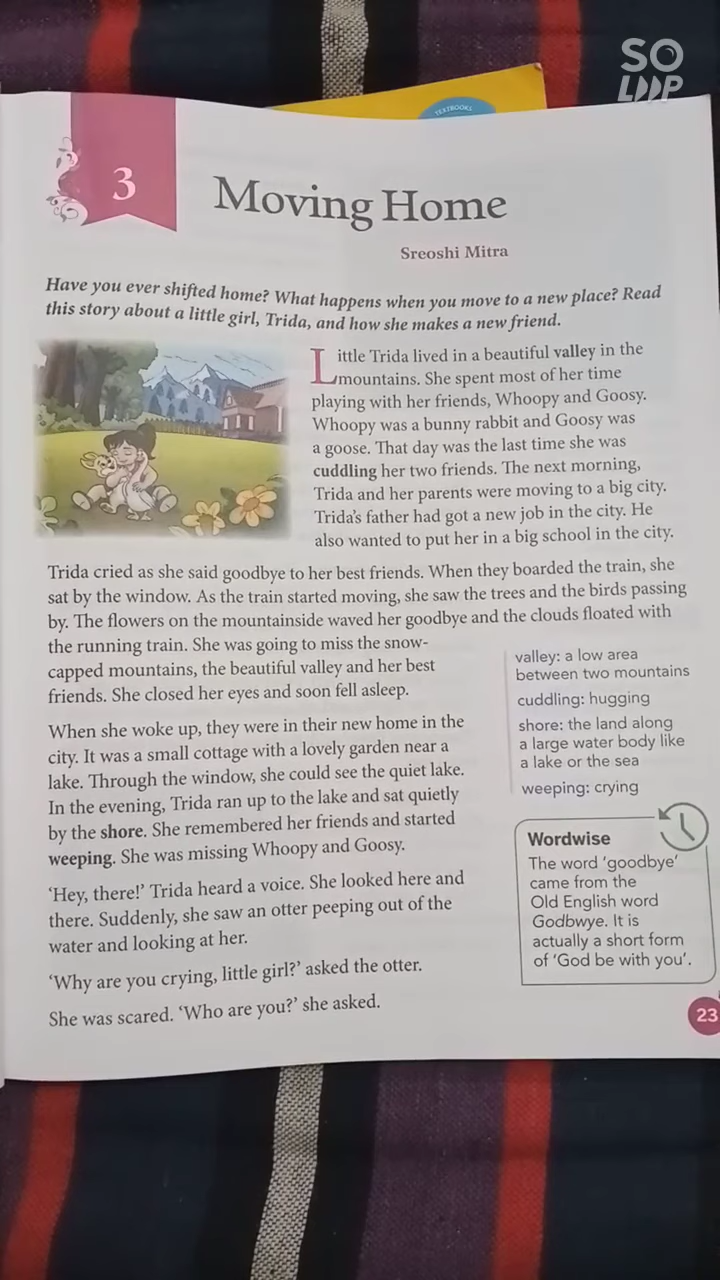 SO
LOOP
TEXTBOOKS
3
Moving Home
Sreoshi Mitra
Have you ever shifted home? What happens when you move to a new place? Read
this story about a little girl, Trida, and how she makes a new friend.
Little Trida lived in a beautiful valley in the
mountains. She spent most of her time
playing with her friends, Whoopy and Goosy.
Whoopy was a bunny rabbit and Goosy was
a goose. That day was the last time she was
cuddling her two friends. The next morning,
Trida and her parents were moving to a big city.
Trida's father had got a new job in the city. He
also wanted to put her in a big school in the city.
Trida cried as she said goodbye to her best friends. When they boarded the train, she
sat by the window. As the train started moving, she saw the trees and the birds passing
by. The flowers on the mountainside waved her goodbye and the clouds floated with
the running train. She was going to miss the snow-
capped mountains, the beautiful valley and her best
friends. She closed her eyes and soon fell asleep.
When she woke up, they were in their new home in the
city. It was a small cottage with a lovely garden near a
lake. Through the window, she could see the quiet lake.
In the evening, Trida ran up to the lake and sat quietly
by the shore. She remembered her friends and started
weeping. She was missing Whoopy and Goosy.
'Hey, there!' Trida heard a voice. She looked here and
there. Suddenly, she saw an otter peeping out of the
water and looking at her.
'Why are you crying, little girl?' asked the otter.
She was scared. 'Who are you?' she asked.
valley: a low area
between two mountains
cuddling: hugging
shore: the land along
a large water body like
a lake or the sea
weeping: crying
Wordwise
The word 'goodbye'
came from the
Old English word
Godbwye. It is
actually a short form
of 'God be with you'.
23